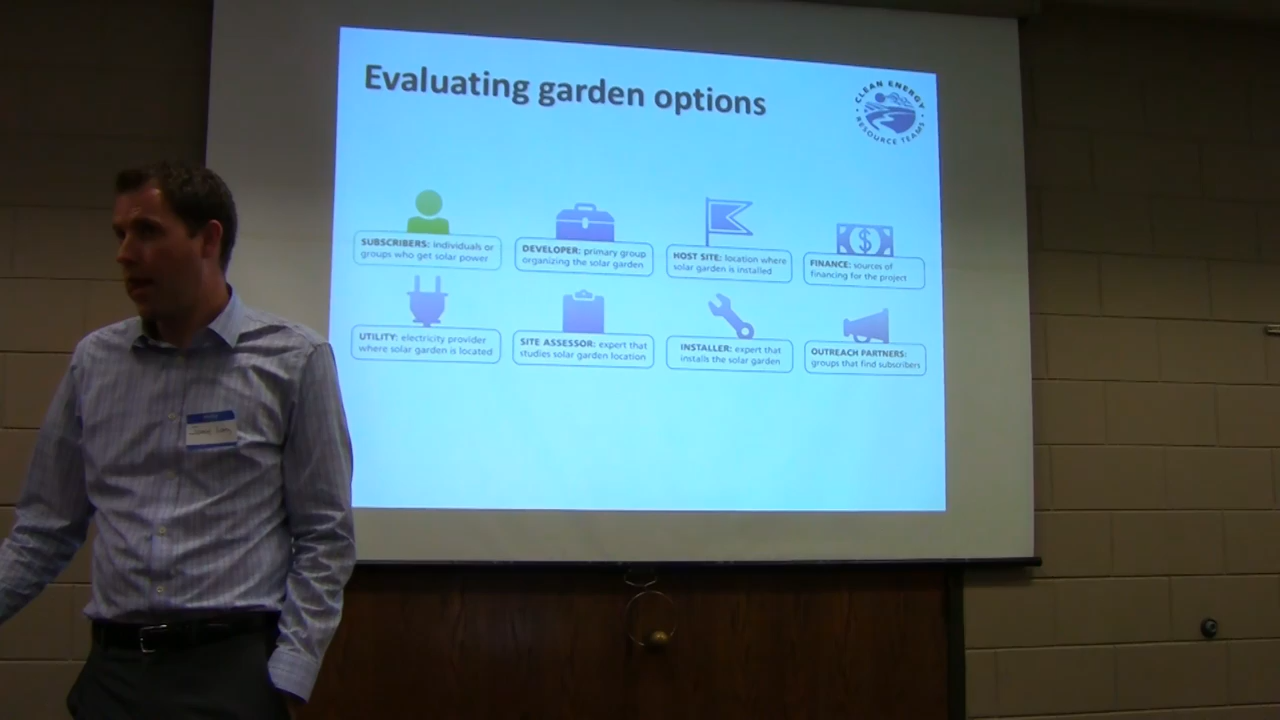 Evaluating garden options
CLEAN ENERGY
RESOURCE TEAMS
SUBSCRIBERS: individuals or
groups who get solar power
DEVELOPER: primary group
organizing the solar garden
HOST SITE: location where
solar garden is installed
FINANCE: sources of
financing for the project
UTILITY: electricity provider
where solar garden is located
SITE ASSESSOR: expert that
studies solar garden location
INSTALLER: expert that
installs the solar garden
OUTREACH PARTNERS:
groups that find subscribers